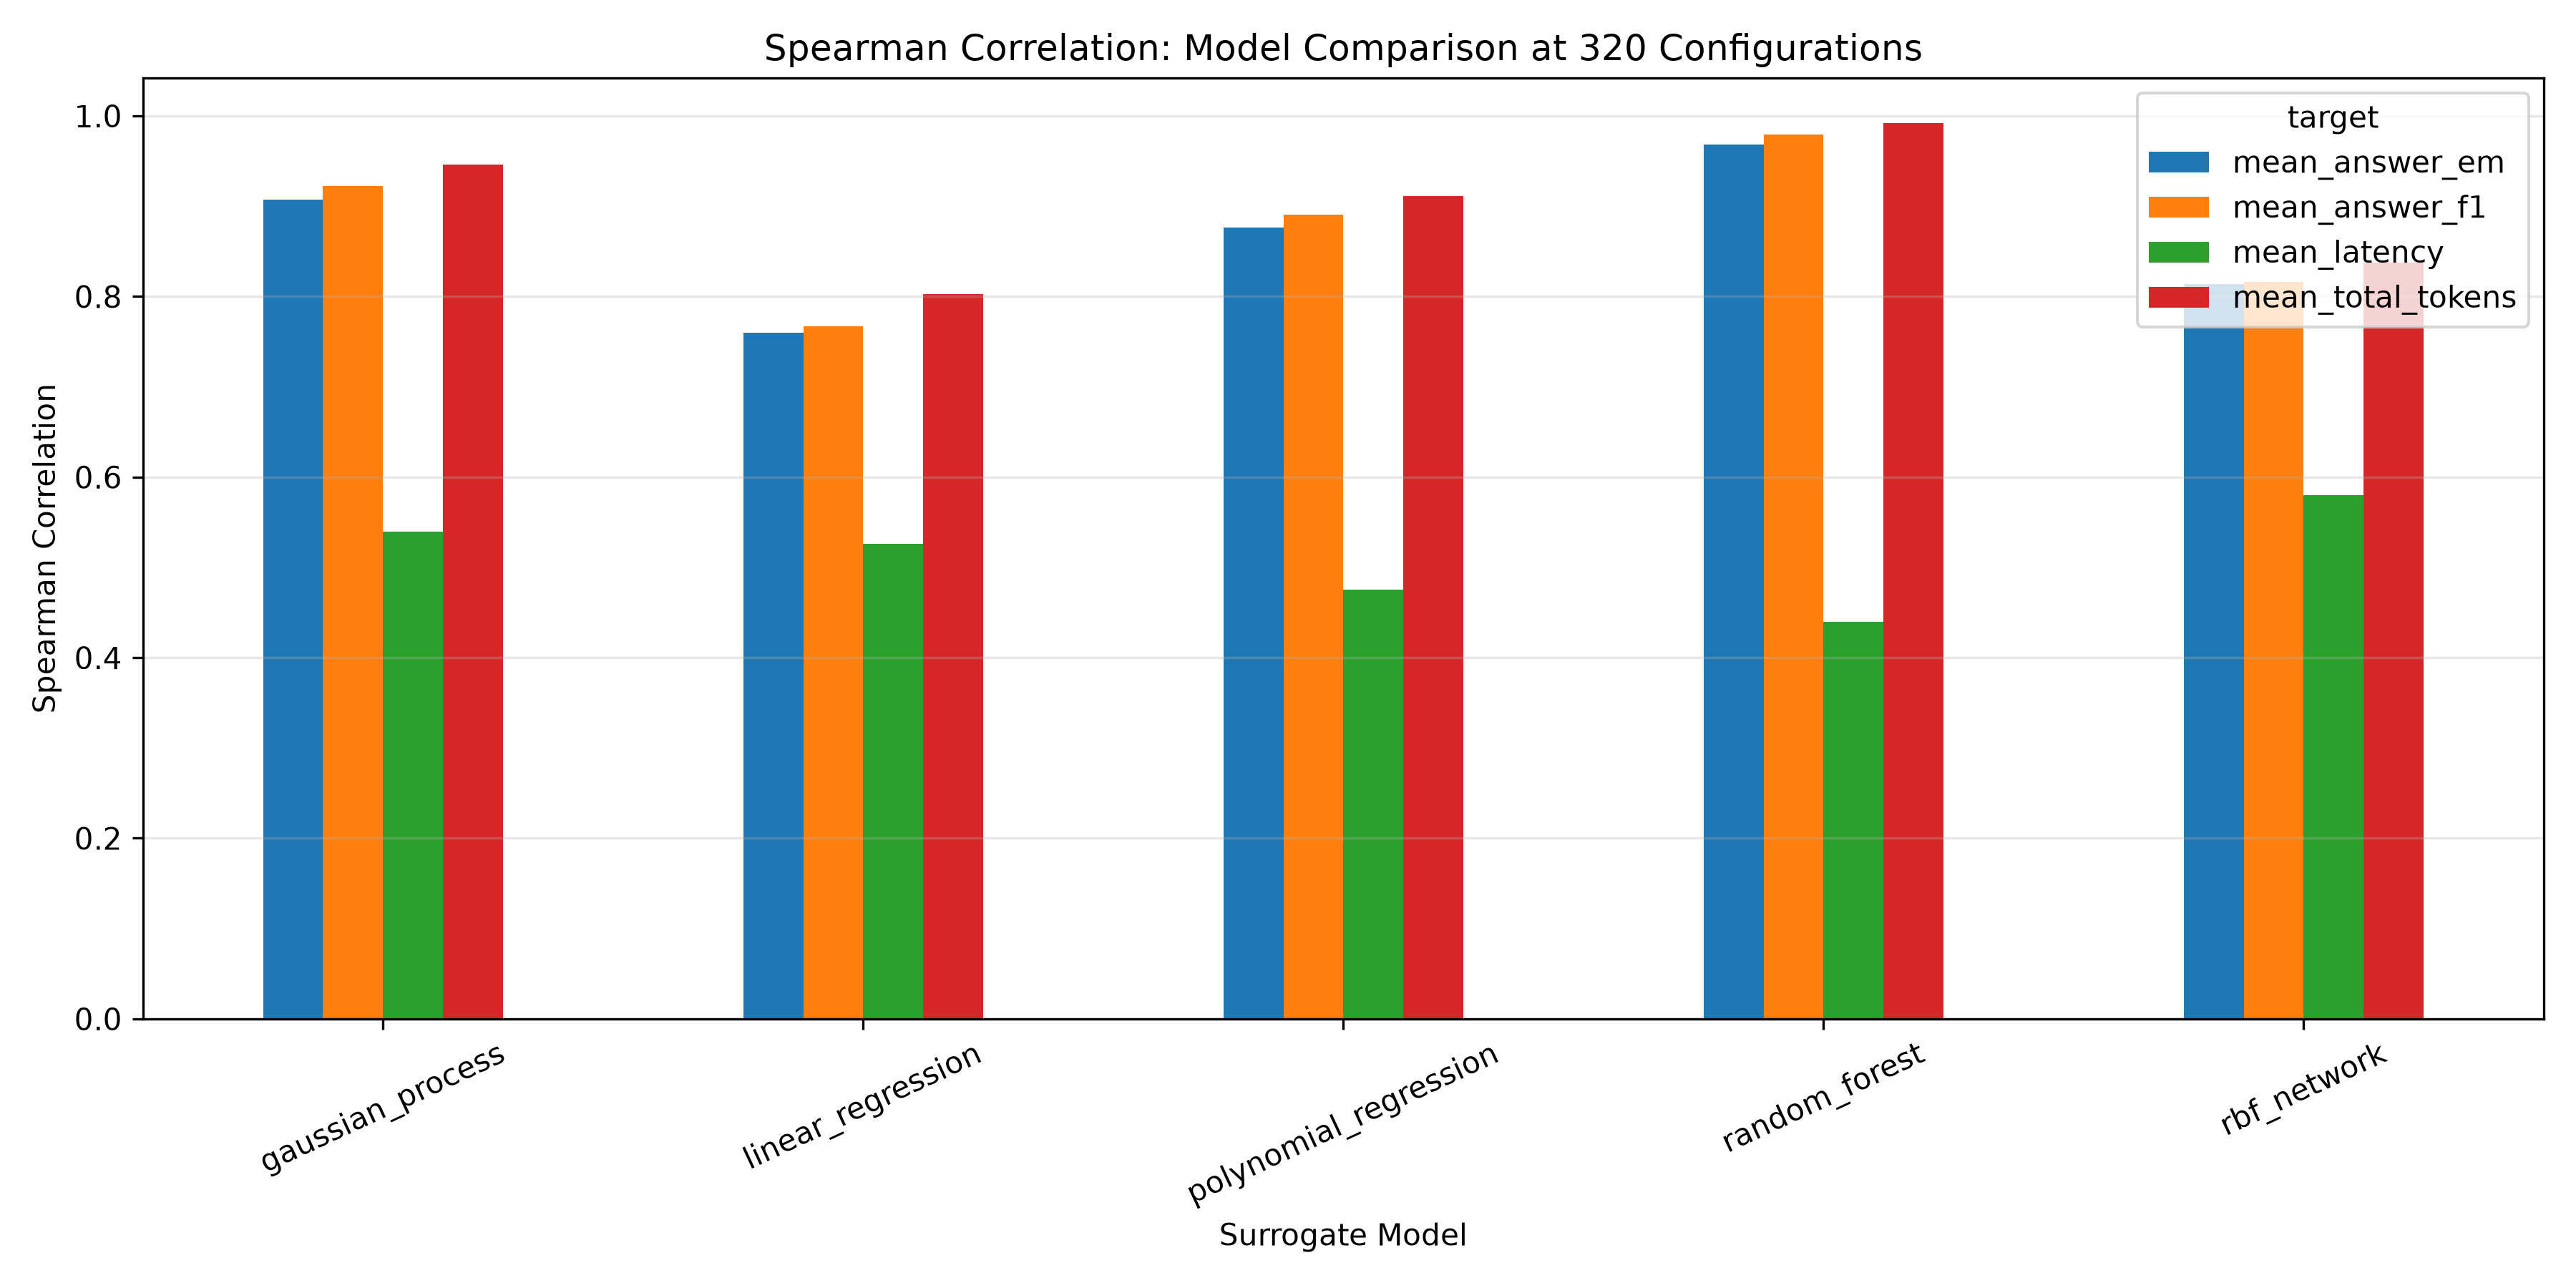 Spearman Correlation: Model Comparison at 320 Configurations
1.0
0.8
0.6
0.4
0.2
0.0
Spearman Correlation
target
mean_answer_em
mean_answer_f1
mean_latency
mean_total_tokens
gaussian_process
linear_regression
polynomial_regression
random_forest
rbf_network
Surrogate Model